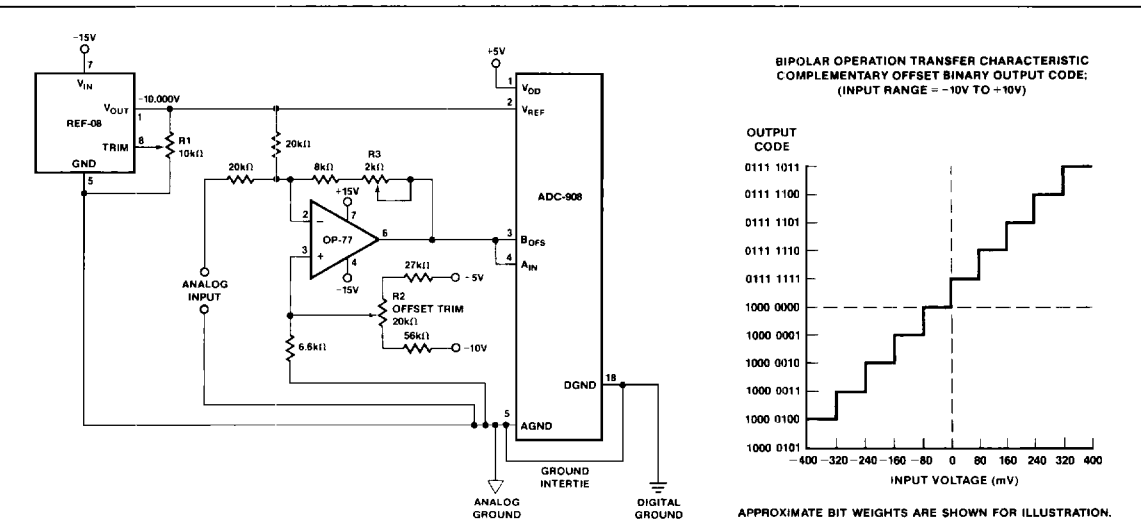 -15V
7
V_IN
V_OUT
-10.000V
1
REF-08
TRIM
8
R1
10kΩ
GND
5
20kΩ
20kΩ
8kΩ
R3
2kΩ
+15V
7
2
−
OP-77
6
3
+
4
-15V
ANALOG
INPUT
27kΩ
-5V
R2
OFFSET TRIM
20kΩ
56kΩ
-10V
6.6kΩ
+5V
1
V_DD
2
V_REF
ADC-908
3
B_OFS
4
A_IN
DGND
18
5
AGND
GROUND
INTERTIE
ANALOG
GROUND
DIGITAL
GROUND
BIPOLAR OPERATION TRANSFER CHARACTERISTIC
COMPLEMENTARY OFFSET BINARY OUTPUT CODE;
(INPUT RANGE = -10V TO +10V)
OUTPUT
CODE
0111 1011
0111 1100
0111 1101
0111 1110
0111 1111
1000 0000
1000 0001
1000 0010
1000 0011
1000 0100
1000 0101
-400 -320 -240 -160 -80 0 80 160 240 320 400
INPUT VOLTAGE (mV)
APPROXIMATE BIT WEIGHTS ARE SHOWN FOR ILLUSTRATION.